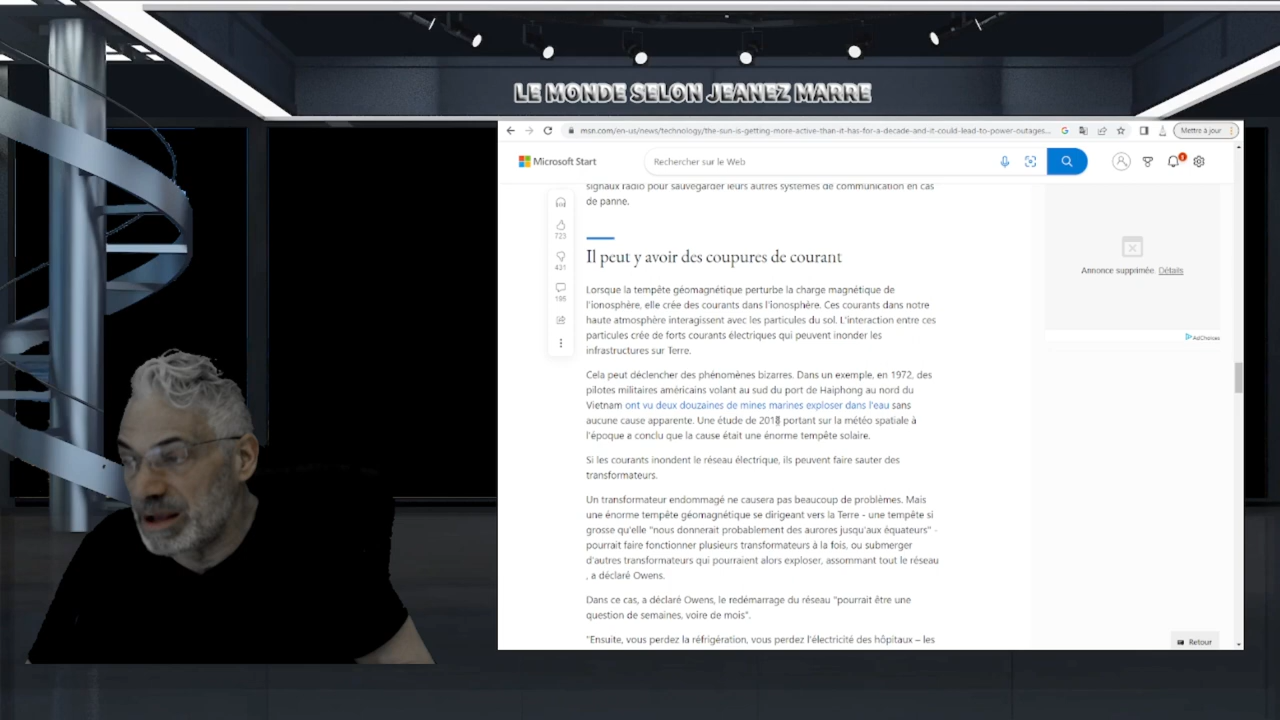 LE MONDE SELON JEANEZ MARRE
msn.com/en-us/news/technology/the-sun-is-getting-more-active-than-it-has-for-a-decade-and-it-could-lead-to-power-outages...
Mettre à jour
Microsoft Start
Rechercher sur le Web
signaux radio pour sauvegarder leurs autres systèmes de communication en cas
de panne.
723
431
195
Il peut y avoir des coupures de courant
Lorsque la tempête géomagnétique perturbe la charge magnétique de
l'ionosphère, elle crée des courants dans l'ionosphère. Ces courants dans notre
haute atmosphère interagissent avec les particules du sol. L'interaction entre ces
particules crée de forts courants électriques qui peuvent inonder les
infrastructures sur Terre.
Cela peut déclencher des phénomènes bizarres. Dans un exemple, en 1972, des
pilotes militaires américains volant au sud du port de Haiphong au nord du
Vietnam ont vu deux douzaines de mines marines exploser dans l'eau sans
aucune cause apparente. Une étude de 2018 portant sur la météo spatiale à
l'époque a conclu que la cause était une énorme tempête solaire.
Si les courants inondent le réseau électrique, ils peuvent faire sauter des
transformateurs.
Un transformateur endommagé ne causera pas beaucoup de problèmes. Mais
une énorme tempête géomagnétique se dirigeant vers la Terre - une tempête si
grosse qu'elle "nous donnerait probablement des aurores jusqu'aux équateurs" -
pourrait faire fonctionner plusieurs transformateurs à la fois, ou submerger
d'autres transformateurs qui pourraient alors exploser, assommant tout le réseau
, a déclaré Owens.
Dans ce cas, a déclaré Owens, le redémarrage du réseau "pourrait être une
question de semaines, voire de mois".
"Ensuite, vous perdez la réfrigération, vous perdez l'électricité des hôpitaux – les
Annonce supprimée. Détails
AdChoices
Retour